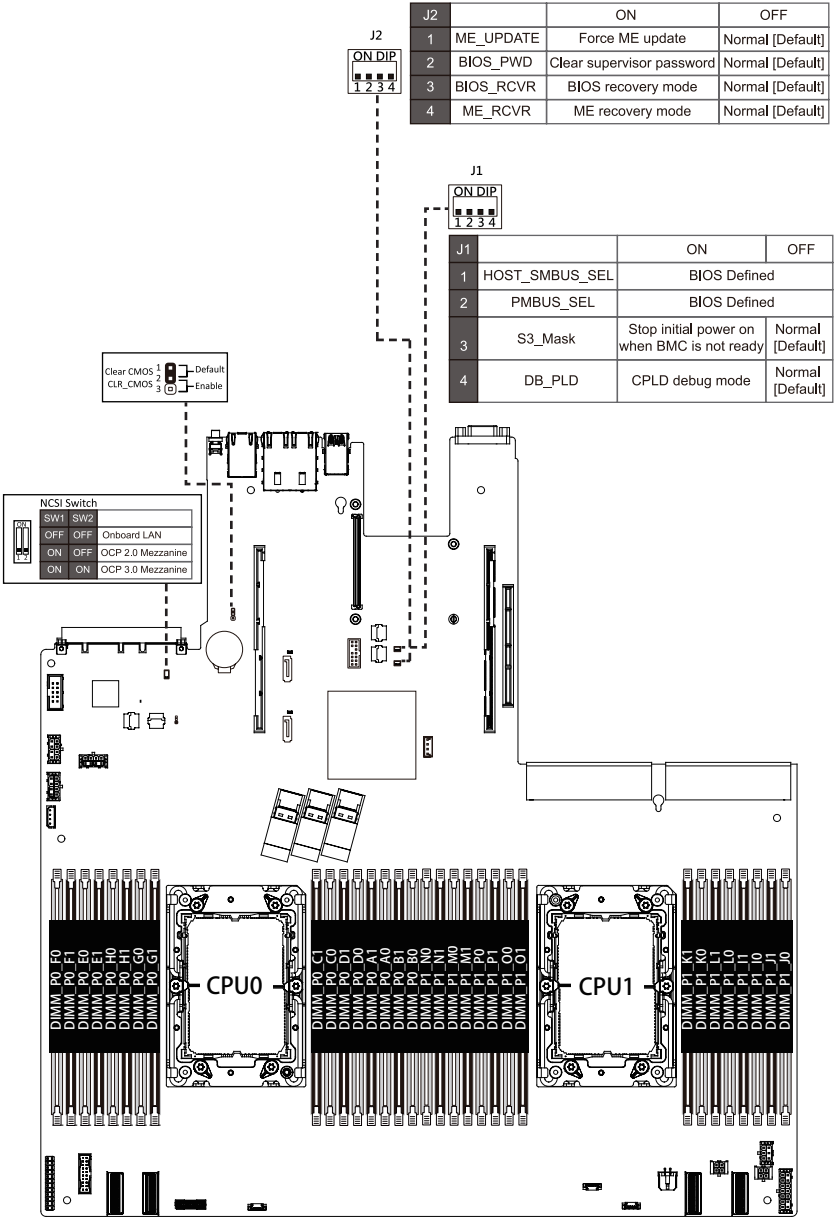 J2 ON OFF
1 ME_UPDATE Force ME update Normal [Default]
2 BIOS_PWD Clear supervisor password Normal [Default]
3 BIOS_RCVR BIOS recovery mode Normal [Default]
4 ME_RCVR ME recovery mode Normal [Default]
J2
ON DIP
1 2 3 4
J1
ON DIP
1 2 3 4
J1 ON OFF
1 HOST_SMBUS_SEL BIOS Defined
2 PMBUS_SEL BIOS Defined
3 S3_Mask Stop initial power on when BMC is not ready Normal [Default]
4 DB_PLD CPLD debug mode Normal [Default]
Clear CMOS 1 Default
CLR_CMOS 2
3 Enable
NCSI Switch
ON
1 2
SW1 SW2
OFF OFF Onboard LAN
ON OFF OCP 2.0 Mezzanine
ON ON OCP 3.0 Mezzanine
DIMM_P0_F0
DIMM_P0_F1
DIMM_P0_E0
DIMM_P0_E1
DIMM_P0_H0
DIMM_P0_H1
DIMM_P0_G0
DIMM_P0_G1
CPU0
DIMM_P0_C1
DIMM_P0_C0
DIMM_P0_D1
DIMM_P0_D0
DIMM_P0_A1
DIMM_P0_A0
DIMM_P0_B1
DIMM_P0_B0
DIMM_P1_N0
DIMM_P1_N1
DIMM_P1_M0
DIMM_P1_M1
DIMM_P1_P0
DIMM_P1_P1
DIMM_P1_O0
DIMM_P1_O1
CPU1
DIMM_P1_K1
DIMM_P1_K0
DIMM_P1_L1
DIMM_P1_L0
DIMM_P1_I1
DIMM_P1_I0
DIMM_P1_J1
DIMM_P1_J0